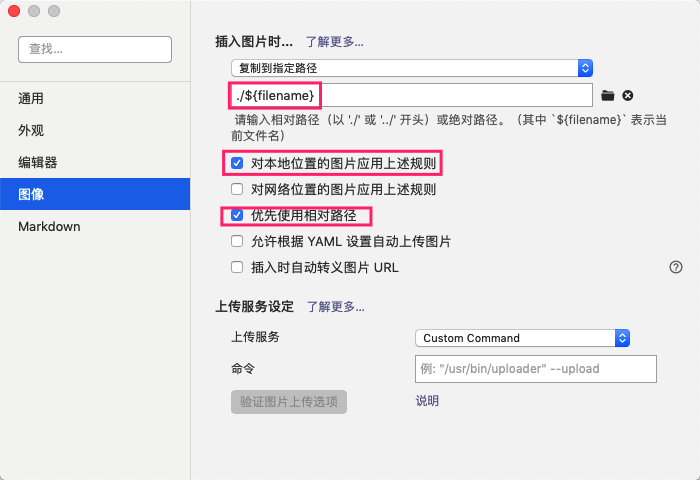 查找...
通用
外观
编辑器
图像
Markdown
插入图片时... 了解更多...
复制到指定路径
./${filename}
请输入相对路径（以 './' 或 '../' 开头）或绝对路径。（其中 `${filename}` 表示当
前文件名）
对本地位置的图片应用上述规则
对网络位置的图片应用上述规则
优先使用相对路径
允许根据 YAML 设置自动上传图片
插入时自动转义图片 URL
?
上传服务设定 了解更多...
上传服务 Custom Command
命令 例: "/usr/bin/uploader" --upload
验证图片上传选项 说明